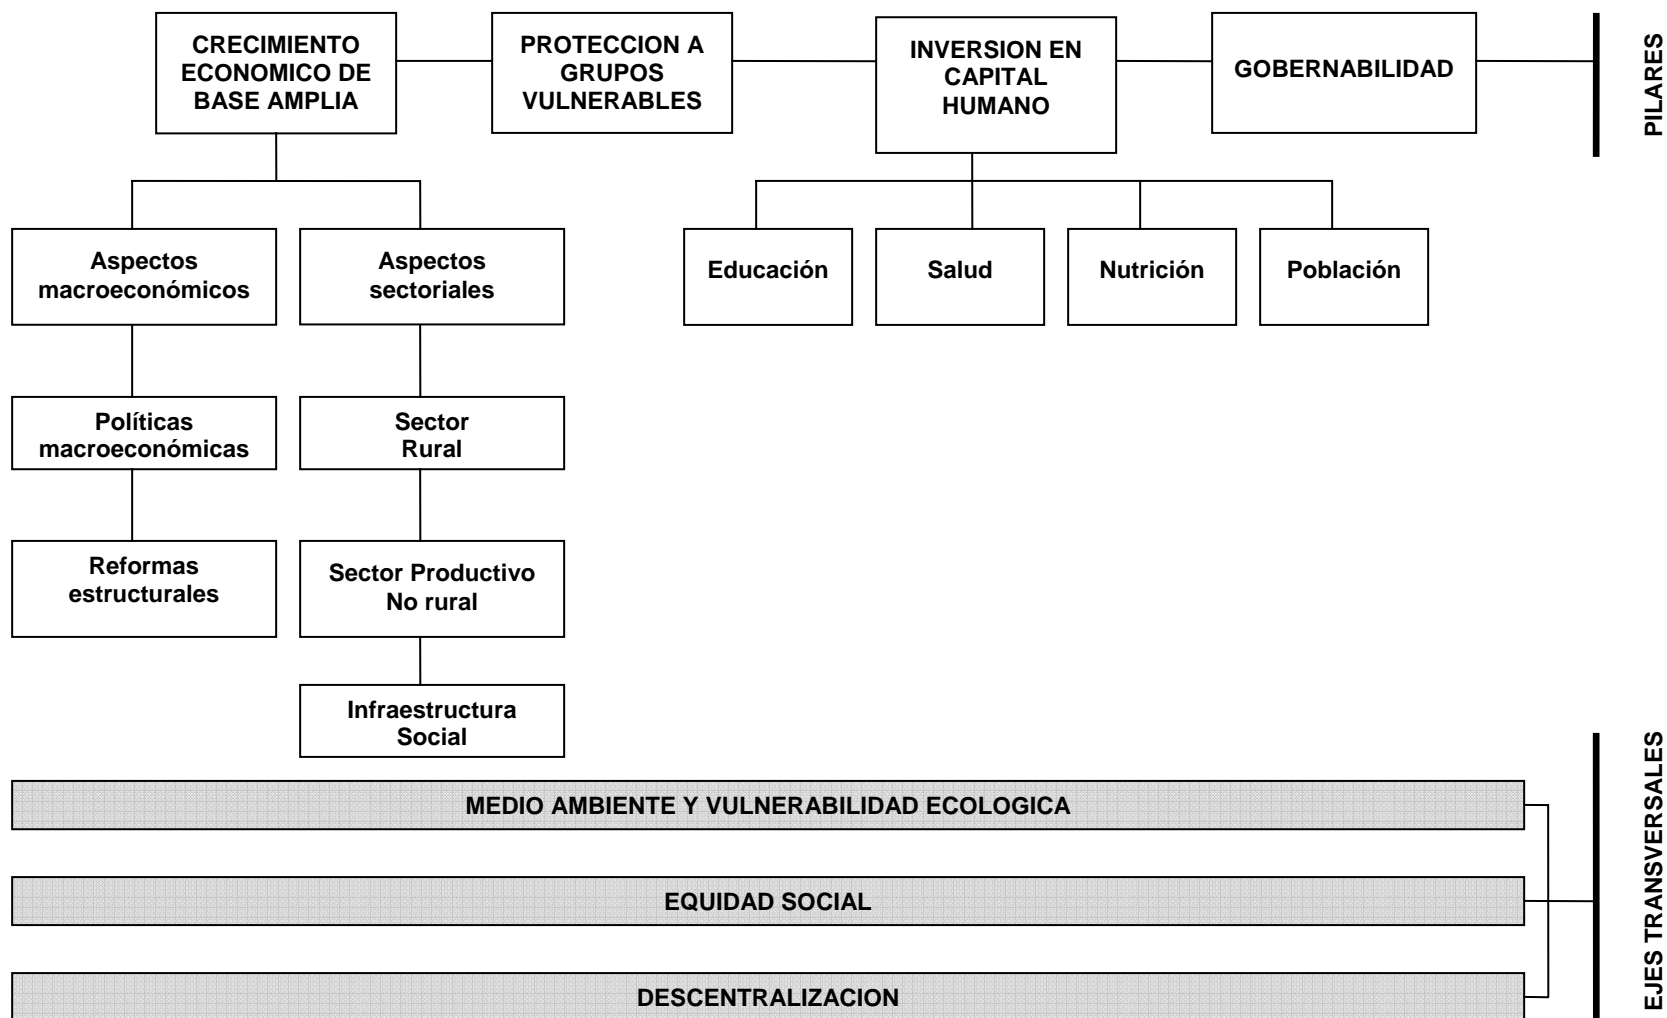 CRECIMIENTO
ECONOMICO DE
BASE AMPLIA
PROTECCION A
GRUPOS
VULNERABLES
INVERSION EN
CAPITAL
HUMANO
GOBERNABILIDAD
PILARES
Aspectos
macroeconómicos
Aspectos
sectoriales
Educación
Salud
Nutrición
Población
Políticas
macroeconómicas
Sector
Rural
Reformas
estructurales
Sector Productivo
No rural
Infraestructura
Social
MEDIO AMBIENTE Y VULNERABILIDAD ECOLOGICA
EQUIDAD SOCIAL
DESCENTRALIZACION
EJES TRANSVERSALES